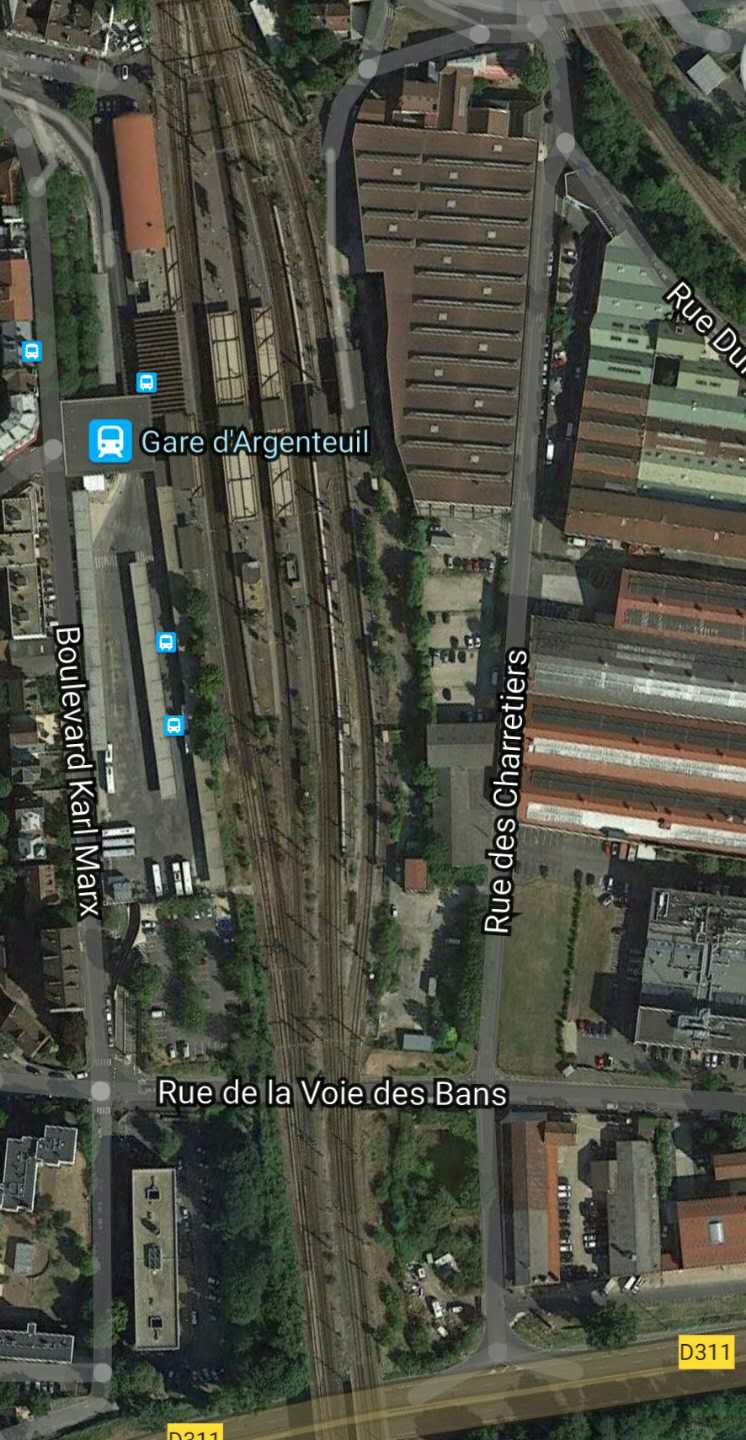 Rue Du
D311
Rue des Charretiers
Gare d'Argenteuil
Rue de la Voie des Bans
D311
Boulevard Karl Marx